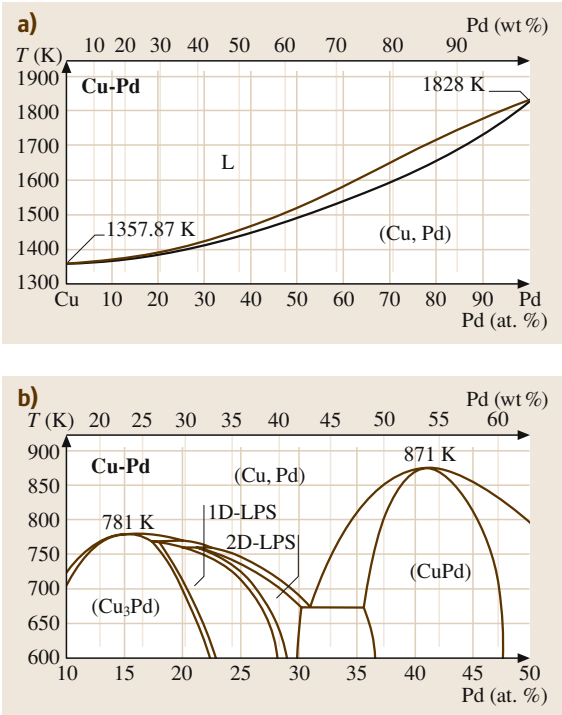 a)
Pd (wt %)
10 20 30 40 50 60 70 80 90
T (K)
1900
Cu-Pd
1828 K
1800
1700
L
1600
1500
1357.87 K
(Cu, Pd)
1400
1300
Cu 10 20 30 40 50 60 70 80 90 Pd
Pd (at. %)
b)
Pd (wt %)
T (K) 20 25 30 35 40 45 50 55 60
900
Cu-Pd
(Cu, Pd)
871 K
850
800
781 K
1D-LPS
2D-LPS
750
700
(CuPd)
(Cu₃Pd)
650
600
10 15 20 25 30 35 40 45 50
Pd (at. %)